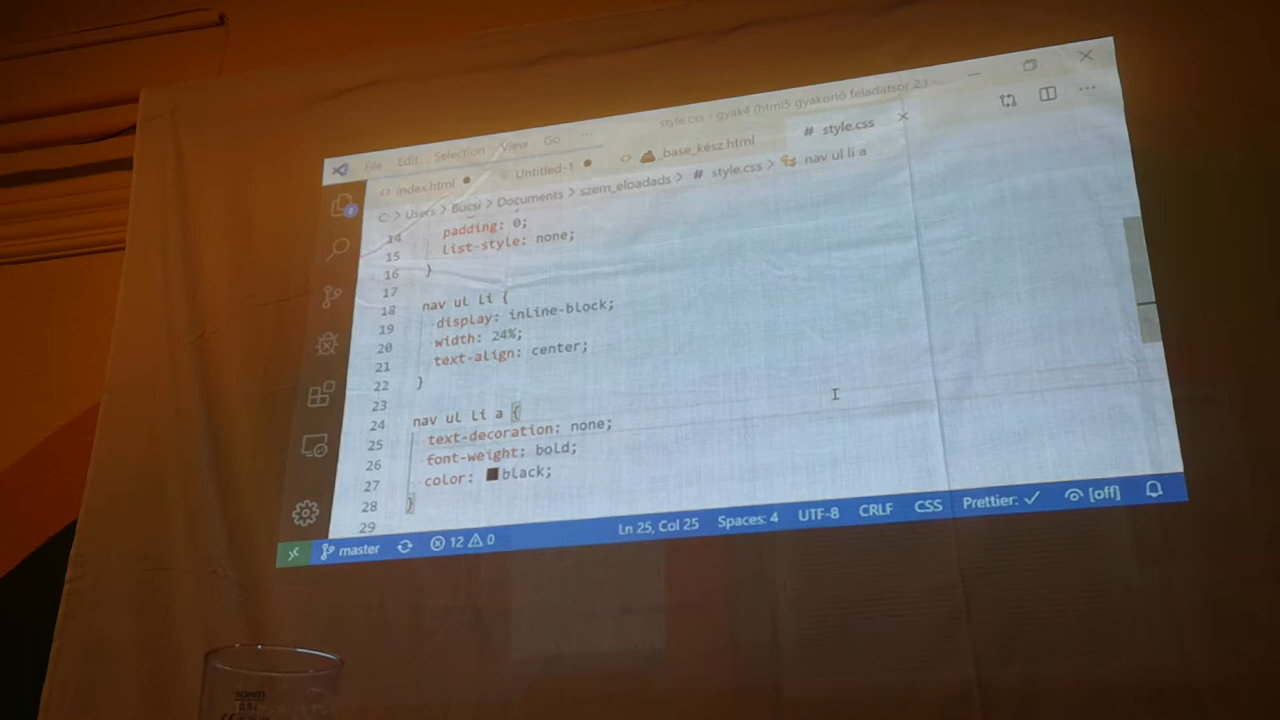 style.css - gyak4 (html5 gyakorló feladatsor 2.) - ...
File Edit Selection View Go ...
index.html Untitled-1 _base_kész.html # style.css
C: > Users > Bucsi > Documents > szem_eloadads > # style.css > nav ul li a
14 padding: 0;
15 list-style: none;
16 }
17
18 nav ul li {
19 display: inline-block;
20 width: 24%;
21 text-align: center;
22 }
23
24 nav ul li a {
25 text-decoration: none;
26 font-weight: bold;
27 color: black;
28 }
29
master 12 0 Ln 25, Col 25 Spaces: 4 UTF-8 CRLF CSS Prettier: ✓ [off]
SOPRONI